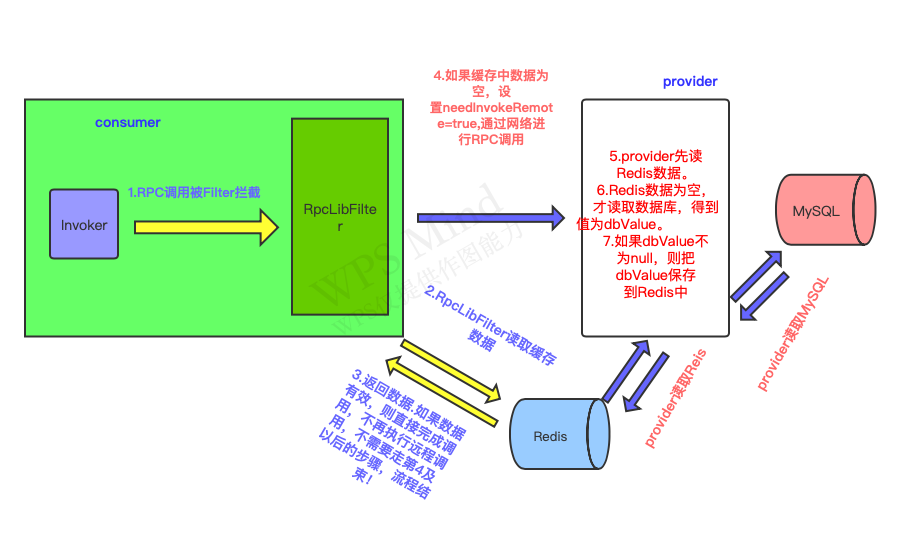 4.如果缓存中数据为
空，设
置needInvokeRemot
e=true,通过网络进
行RPC调用
provider
consumer
1.RPC调用被Filter拦截
Invoker
RpcLibFilte
r
5.provider先读
Redis数据。
6.Redis数据为空，
才读取数据库，得到
值为dbValue。
7.如果dbValue不
为null，则把
dbValue保存
到Redis中
MySQL
2.RpcLibFilter读取缓存
数据
3.返回数据.如果数据
有效，则直接完成调
用，不再执行远程调
用，不需要走第4及
以后的步骤，流程结
束！
Redis
provider读取Reis
provider读取MySQL
WPS Mind